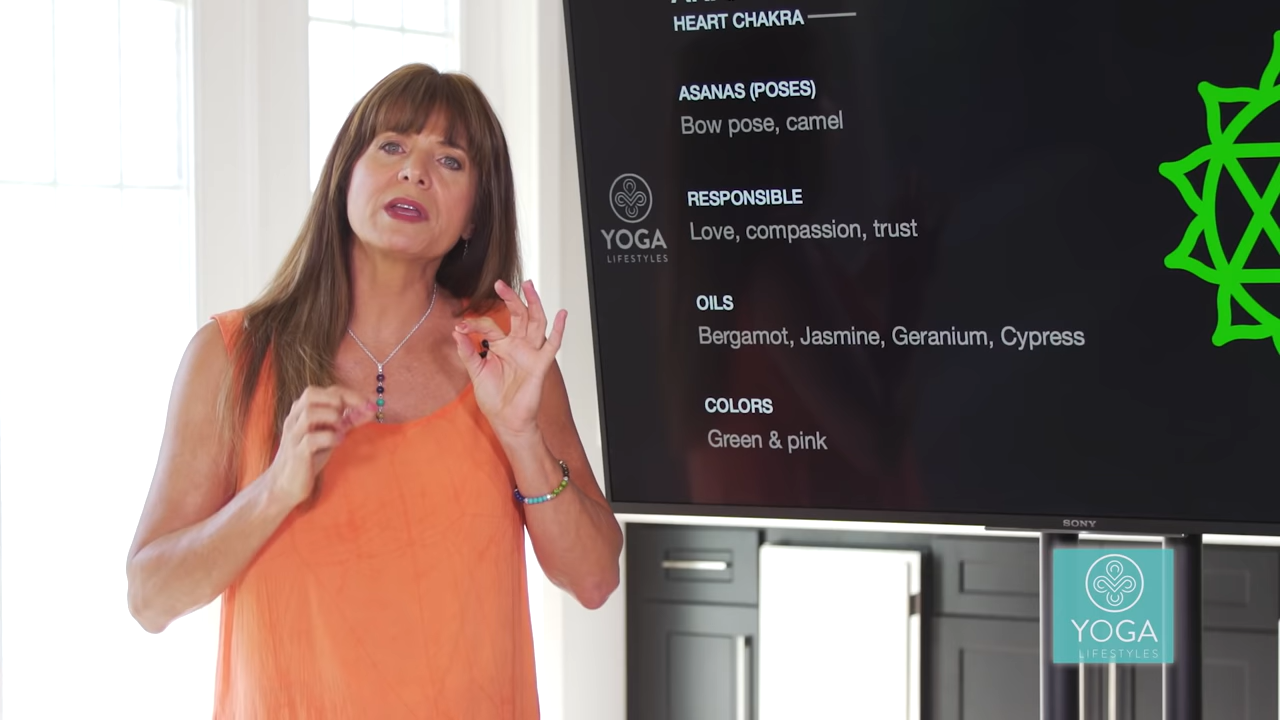 HEART CHAKRA
ASANAS (POSES)
Bow pose, camel
RESPONSIBLE
Love, compassion, trust
OILS
Bergamot, Jasmine, Geranium, Cypress
COLORS
Green & pink
YOGA
LIFESTYLES
SONY
YOGA
LIFESTYLES